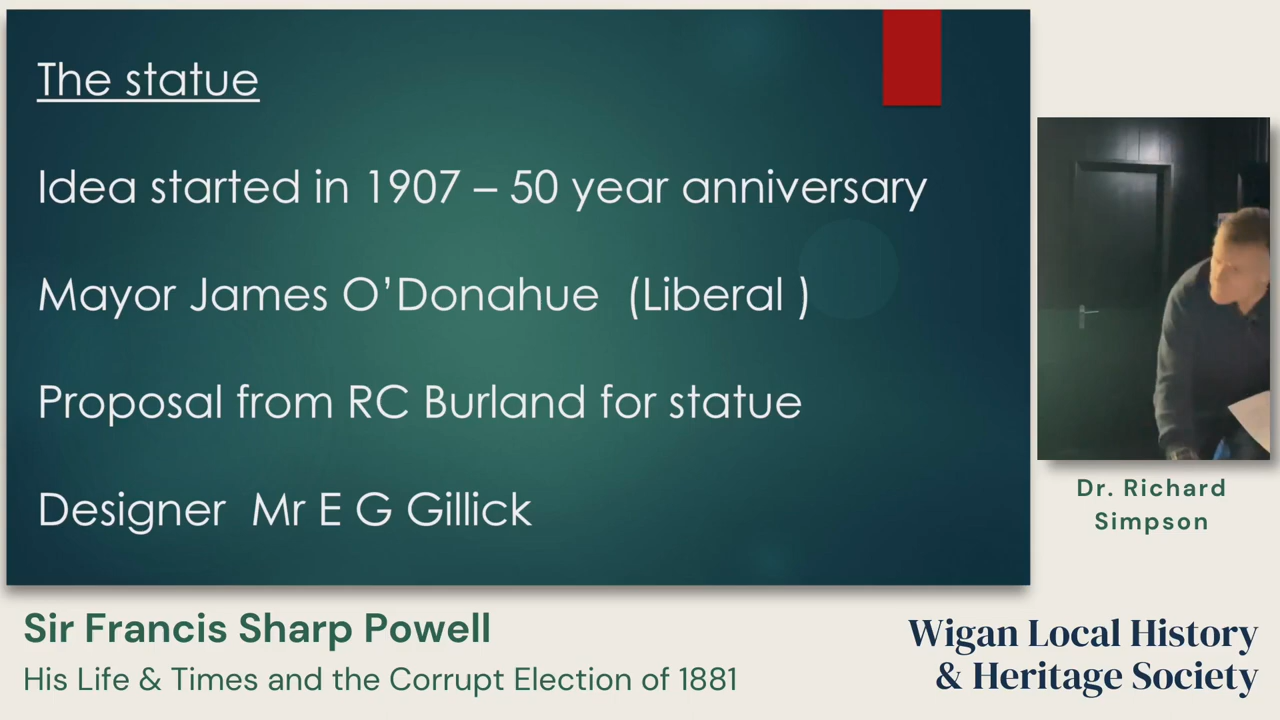 The statue
Idea started in 1907 – 50 year anniversary
Mayor James O’Donahue (Liberal )
Proposal from RC Burland for statue
Designer Mr E G Gillick
Dr. Richard
Simpson
Sir Francis Sharp Powell
His Life & Times and the Corrupt Election of 1881
Wigan Local History
& Heritage Society